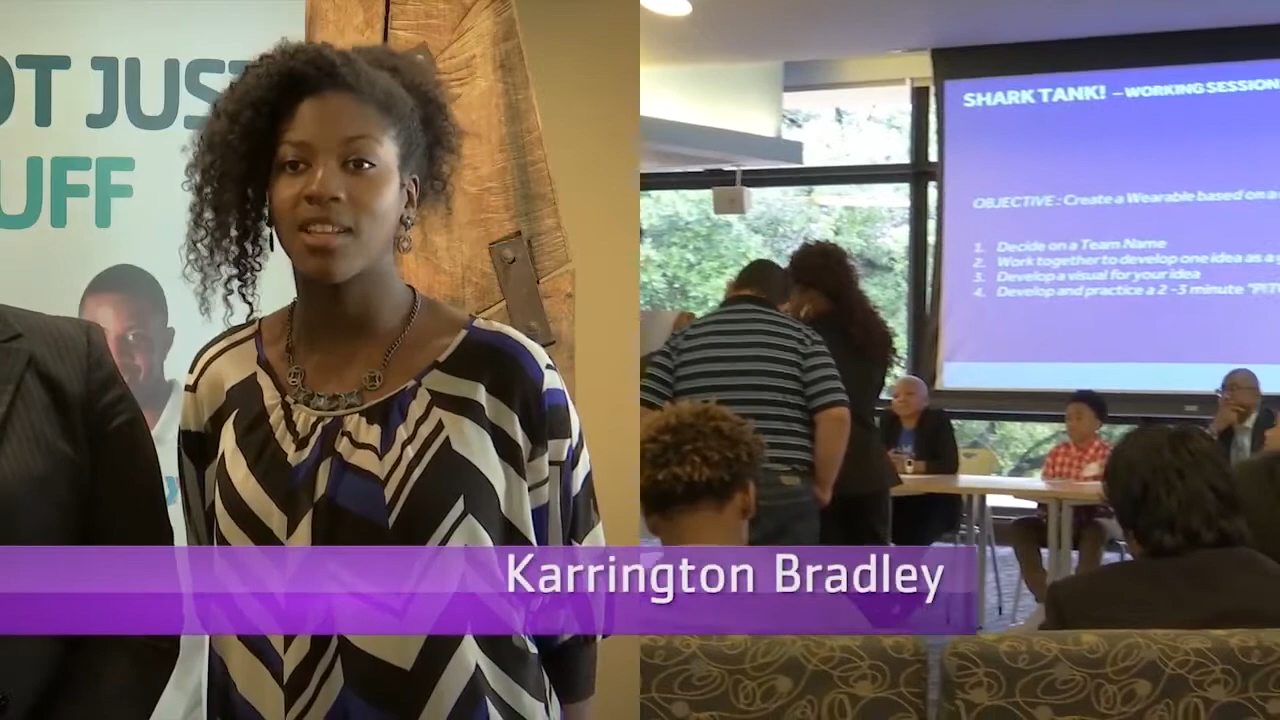 OT JUS
UFF
SHARK TANK! – WORKING SESSION
OBJECTIVE : Create a Wearable based on a
1. Decide on a Team Name
2. Work together to develop one idea as a
3. Develop a visual for your idea
4. Develop and practice a 2 -3 minute "PIT
Karrington Bradley